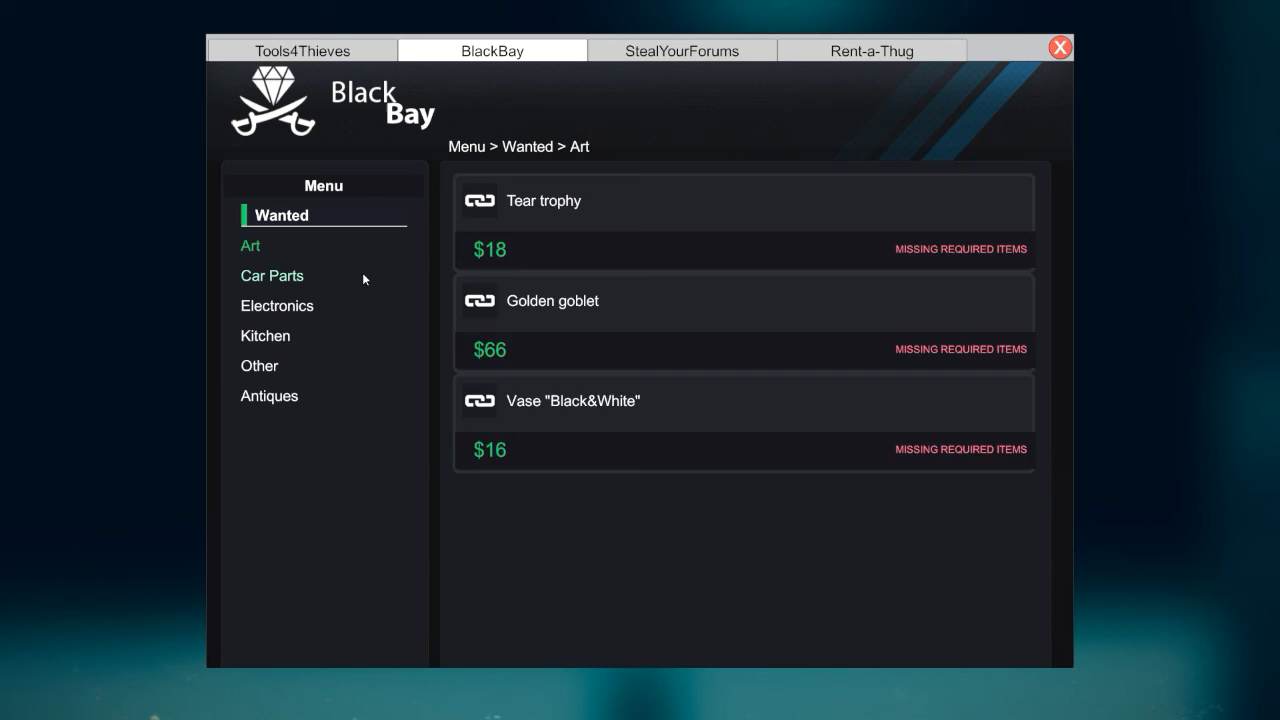 Tools4Thieves
BlackBay
StealYourForums
Rent-a-Thug
X
Black
Bay
Menu > Wanted > Art
Menu
Wanted
Art
Car Parts
Electronics
Kitchen
Other
Antiques
Tear trophy
$18
MISSING REQUIRED ITEMS
Golden goblet
$66
MISSING REQUIRED ITEMS
Vase "Black&White"
$16
MISSING REQUIRED ITEMS